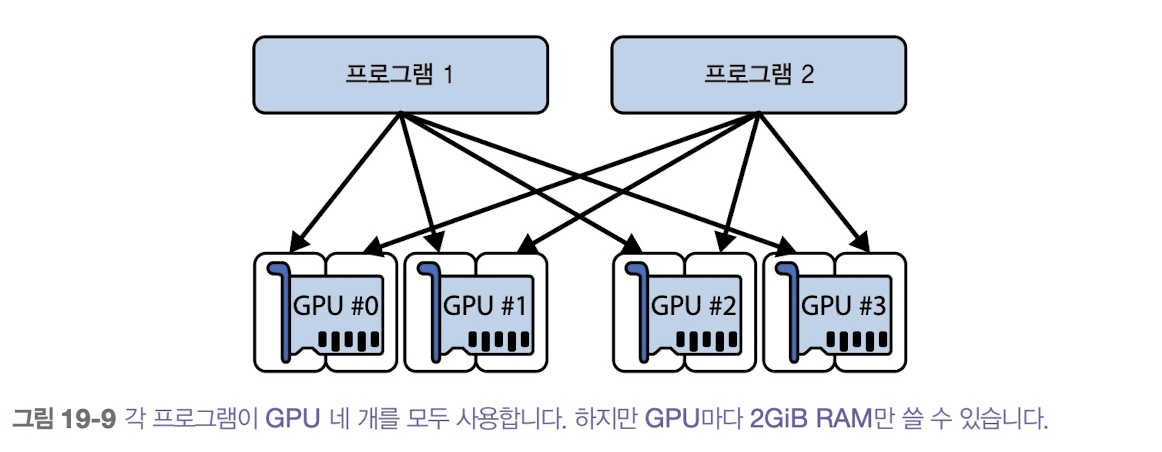 프로그램 1
프로그램 2
GPU #0
GPU #1
GPU #2
GPU #3
그림 19-9 각 프로그램이 GPU 네 개를 모두 사용합니다. 하지만 GPU마다 2GiB RAM만 쓸 수 있습니다.